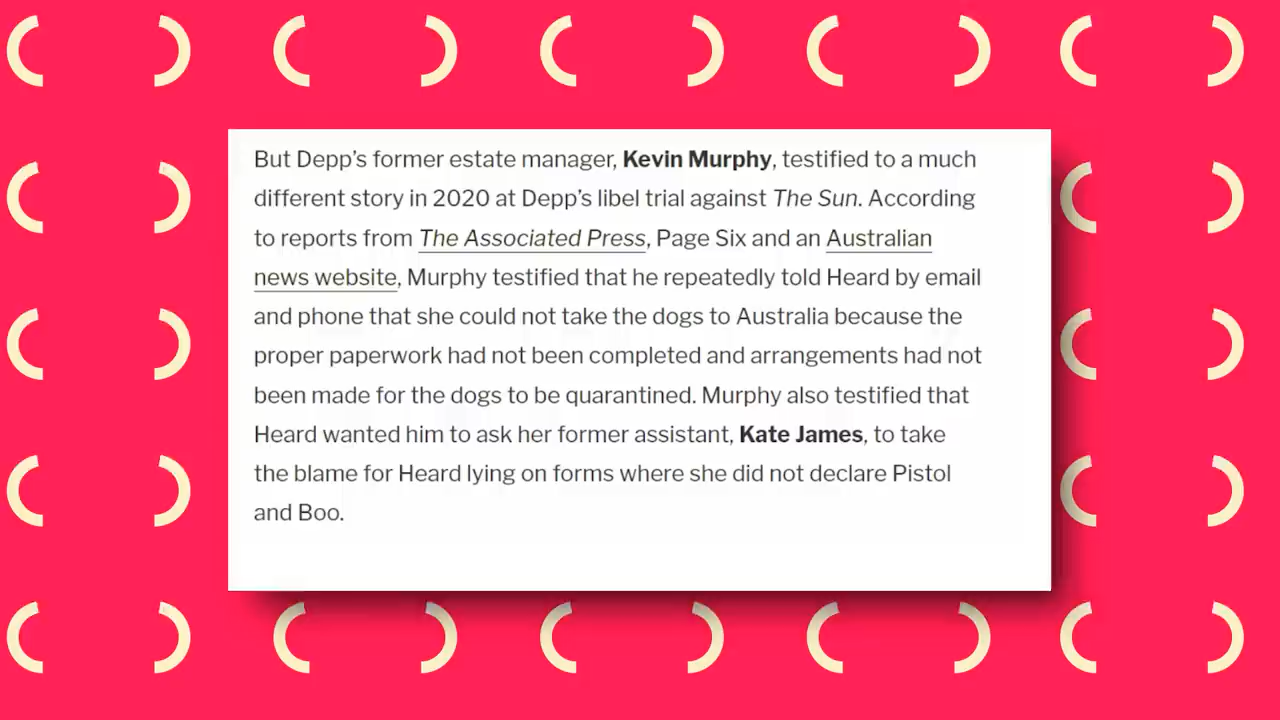 But Depp’s former estate manager, Kevin Murphy, testified to a much
different story in 2020 at Depp’s libel trial against The Sun. According
to reports from The Associated Press, Page Six and an Australian
news website, Murphy testified that he repeatedly told Heard by email
and phone that she could not take the dogs to Australia because the
proper paperwork had not been completed and arrangements had not
been made for the dogs to be quarantined. Murphy also testified that
Heard wanted him to ask her former assistant, Kate James, to take
the blame for Heard lying on forms where she did not declare Pistol
and Boo.